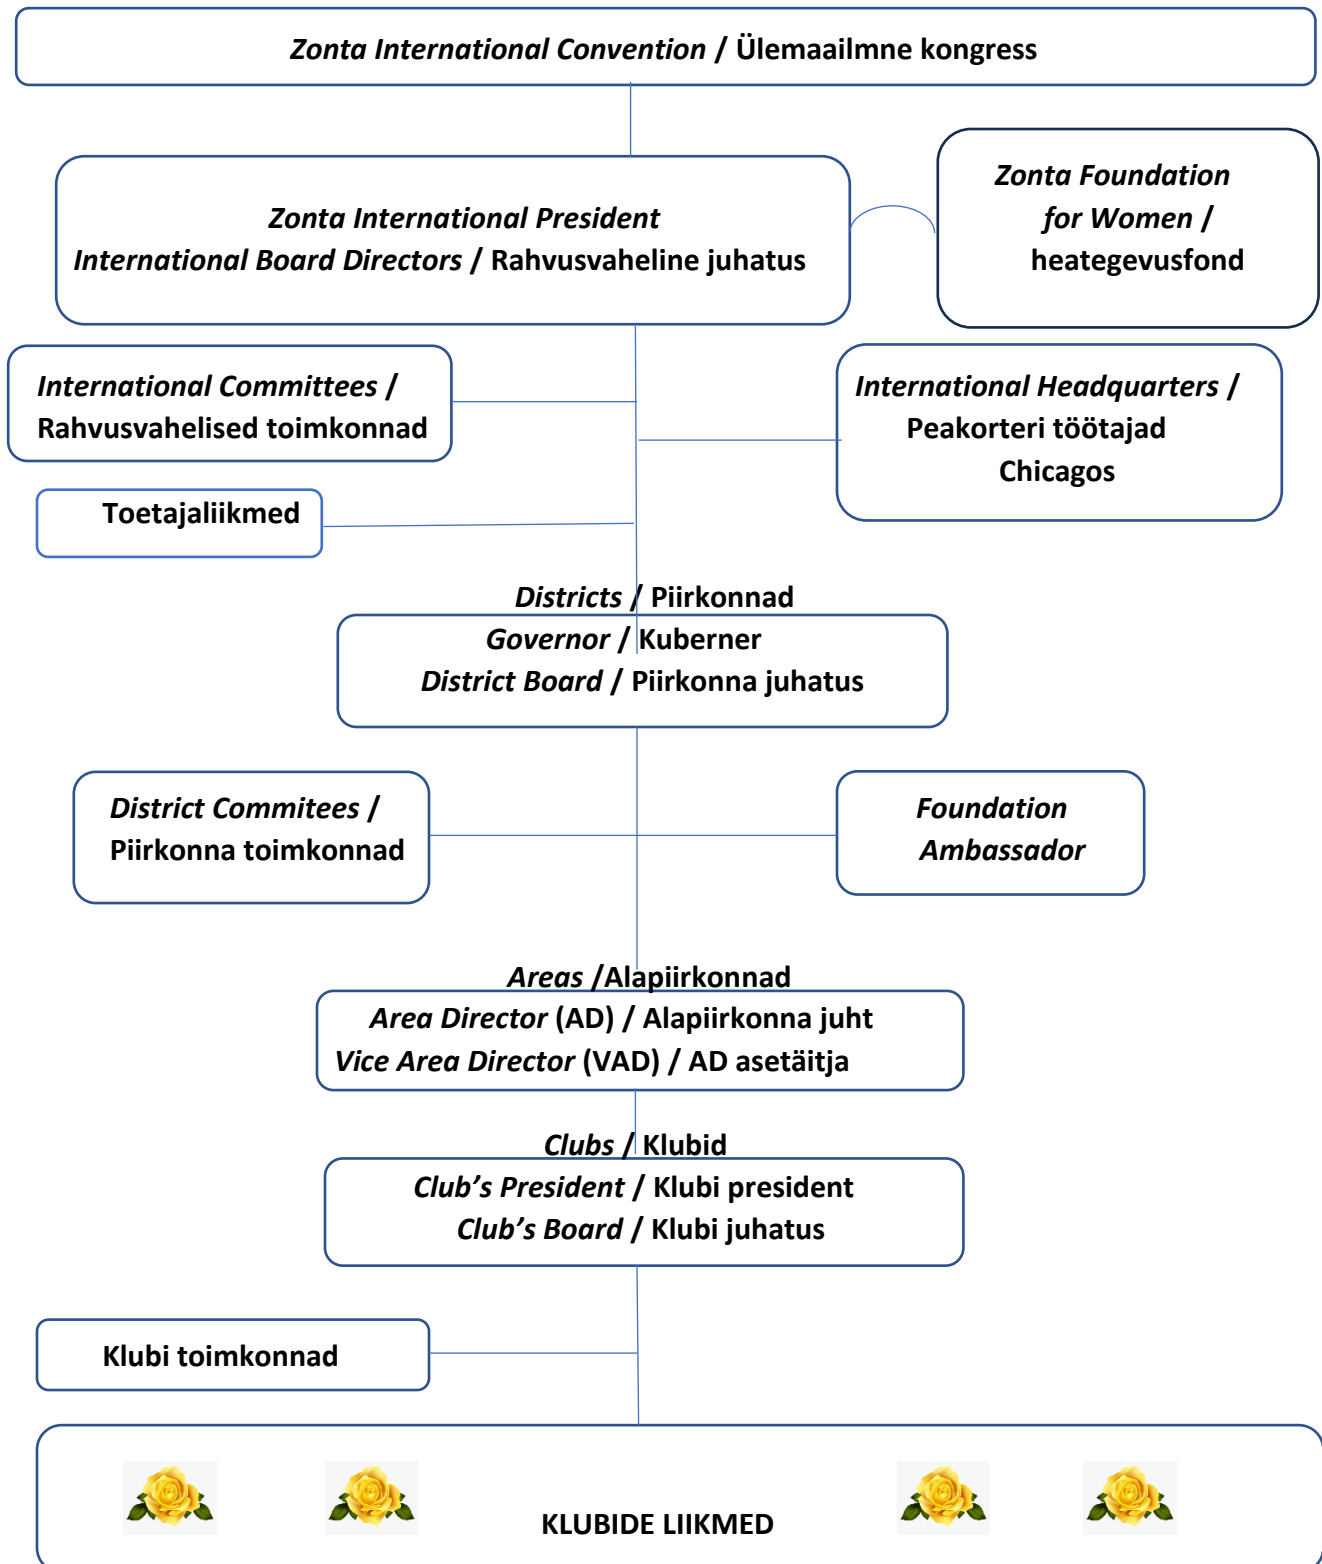 Zonta International Convention / Ülemaailmne kongress
Zonta International President
International Board Directors / Rahvusvaheline juhatus
Zonta Foundation
for Women /
heategevusfond
International Committees /
Rahvusvahelised toimkonnad
International Headquarters /
Peakorteri töötajad
Chicagos
Toetajaliikmed
Districts / Piirkonnad
Governor / Kuberner
District Board / Piirkonna juhatus
District Commitees /
Piirkonna toimkonnad
Foundation
Ambassador
Areas /Alapiirkonnad
Area Director (AD) / Alapiirkonna juht
Vice Area Director (VAD) / AD asetäitja
Clubs / Klubid
Club’s President / Klubi president
Club’s Board / Klubi juhatus
Klubi toimkonnad
KLUBIDE LIIKMED